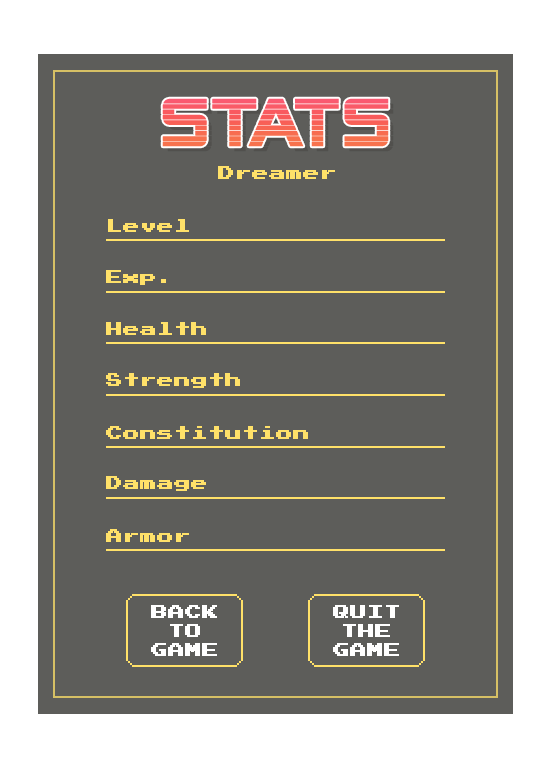 STATS
Dreamer
Level
Exp.
Health
Strength
Constitution
Damage
Armor
BACK
TO
GAME
QUIT
THE
GAME